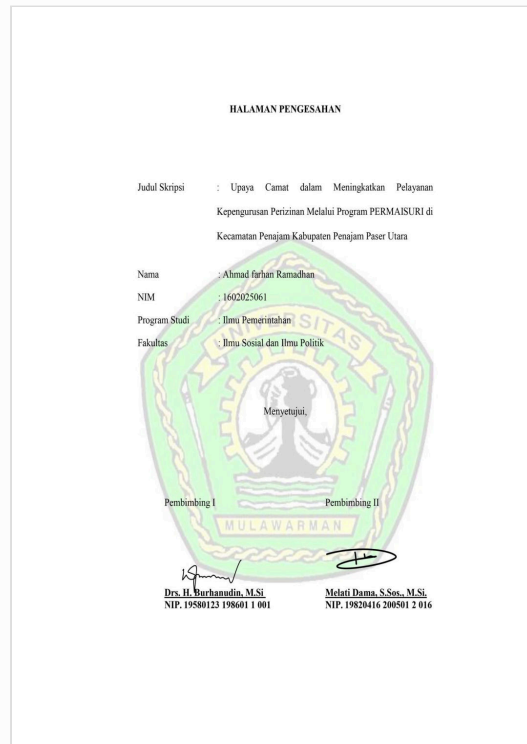 HALAMAN PENGESAHAN
Judul Skripsi : Upaya Camat dalam Meningkatkan Pelayanan
Kepengurusan Perizinan Melalui Program PERMAISURI di
Kecamatan Penajam Kabupaten Penajam Paser Utara
Nama : Ahmad farhan Ramadhan
NIM : 1602025061
Program Studi : Ilmu Pemerintahan
Fakultas : Ilmu Sosial dan Ilmu Politik
UNIVERSITAS
Menyetujui,
Pembimbing I Pembimbing II
MULAWARMAN
Drs. H. Burhanudin, M.Si Melati Dama, S.Sos., M.Si.
NIP. 19580123 198601 1 001 NIP. 19820416 200501 2 016